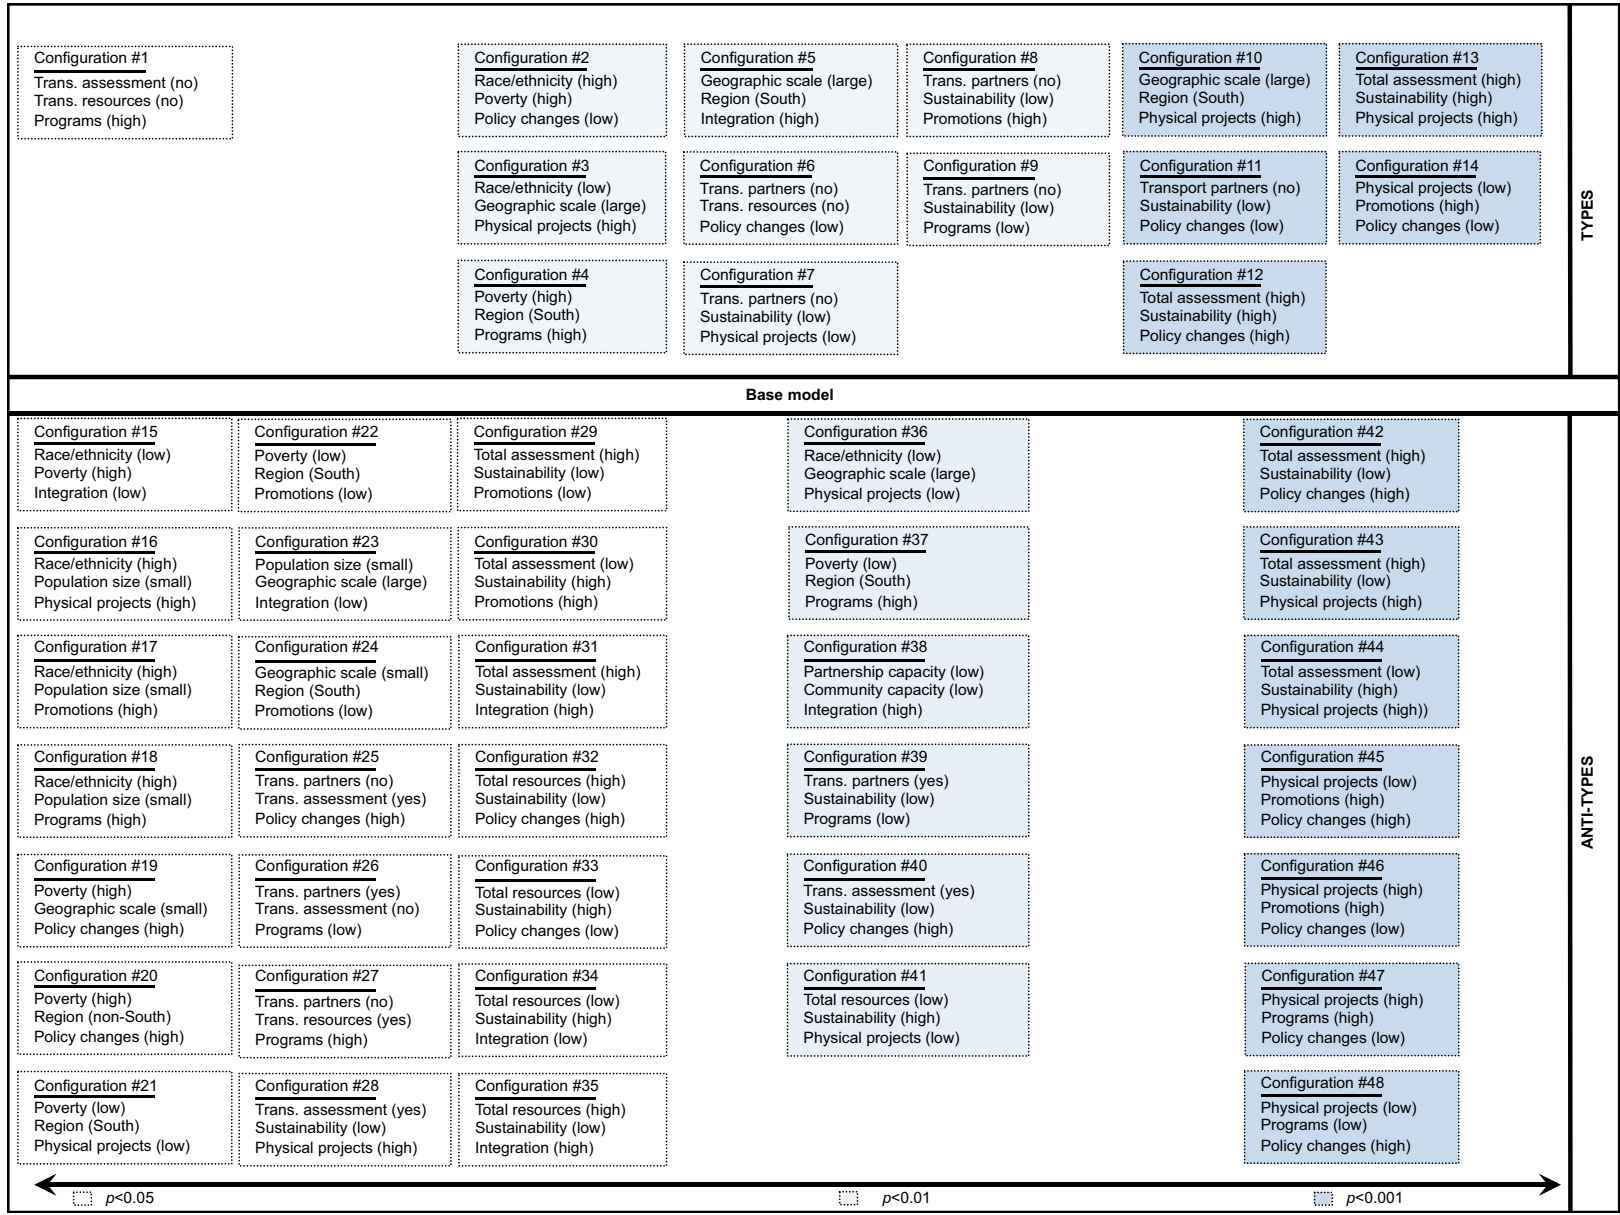 Configuration #1
Trans. assessment (no)
Trans. resources (no)
Programs (high)
Configuration #2
Race/ethnicity (high)
Poverty (high)
Policy changes (low)
Configuration #5
Geographic scale (large)
Region (South)
Integration (high)
Configuration #8
Trans. partners (no)
Sustainability (low)
Promotions (high)
Configuration #10
Geographic scale (large)
Region (South)
Physical projects (high)
Configuration #13
Total assessment (high)
Sustainability (high)
Physical projects (high)
Configuration #3
Race/ethnicity (low)
Geographic scale (large)
Physical projects (high)
Configuration #6
Trans. partners (no)
Trans. resources (no)
Policy changes (low)
Configuration #9
Trans. partners (no)
Sustainability (low)
Programs (low)
Configuration #11
Transport partners (no)
Sustainability (low)
Policy changes (low)
Configuration #14
Physical projects (low)
Promotions (high)
Policy changes (low)
Configuration #4
Poverty (high)
Region (South)
Programs (high)
Configuration #7
Trans. partners (no)
Sustainability (low)
Physical projects (low)
Configuration #12
Total assessment (high)
Sustainability (high)
Policy changes (high)
TYPES
Base model
Configuration #15
Race/ethnicity (low)
Poverty (high)
Integration (low)
Configuration #22
Poverty (low)
Region (South)
Promotions (low)
Configuration #29
Total assessment (high)
Sustainability (low)
Promotions (low)
Configuration #36
Race/ethnicity (low)
Geographic scale (large)
Physical projects (low)
Configuration #42
Total assessment (high)
Sustainability (low)
Policy changes (high)
Configuration #16
Race/ethnicity (high)
Population size (small)
Physical projects (high)
Configuration #23
Population size (small)
Geographic scale (large)
Integration (low)
Configuration #30
Total assessment (low)
Sustainability (high)
Promotions (high)
Configuration #37
Poverty (low)
Region (South)
Programs (high)
Configuration #43
Total assessment (high)
Sustainability (low)
Physical projects (high)
Configuration #17
Race/ethnicity (high)
Population size (small)
Promotions (high)
Configuration #24
Geographic scale (small)
Region (South)
Promotions (low)
Configuration #31
Total assessment (high)
Sustainability (low)
Integration (high)
Configuration #38
Partnership capacity (low)
Community capacity (low)
Integration (high)
Configuration #44
Total assessment (low)
Sustainability (high)
Physical projects (high))
Configuration #18
Race/ethnicity (high)
Population size (small)
Programs (high)
Configuration #25
Trans. partners (no)
Trans. assessment (yes)
Policy changes (high)
Configuration #32
Total resources (high)
Sustainability (low)
Policy changes (high)
Configuration #39
Trans. partners (yes)
Sustainability (low)
Programs (low)
Configuration #45
Physical projects (low)
Promotions (high)
Policy changes (high)
Configuration #19
Poverty (high)
Geographic scale (small)
Policy changes (high)
Configuration #26
Trans. partners (yes)
Trans. assessment (no)
Programs (low)
Configuration #33
Total resources (low)
Sustainability (high)
Policy changes (low)
Configuration #40
Trans. assessment (yes)
Sustainability (low)
Policy changes (high)
Configuration #46
Physical projects (high)
Promotions (high)
Policy changes (low)
Configuration #20
Poverty (high)
Region (non-South)
Policy changes (high)
Configuration #27
Trans. partners (no)
Trans. resources (yes)
Programs (high)
Configuration #34
Total resources (low)
Sustainability (high)
Integration (low)
Configuration #41
Total resources (low)
Sustainability (high)
Physical projects (low)
Configuration #47
Physical projects (high)
Programs (high)
Policy changes (low)
Configuration #21
Poverty (low)
Region (South)
Physical projects (low)
Configuration #28
Trans. assessment (yes)
Sustainability (low)
Physical projects (high)
Configuration #35
Total resources (high)
Sustainability (low)
Integration (high)
Configuration #48
Physical projects (low)
Programs (low)
Policy changes (high)
ANTI-TYPES
p<0.05
p<0.01
p<0.001